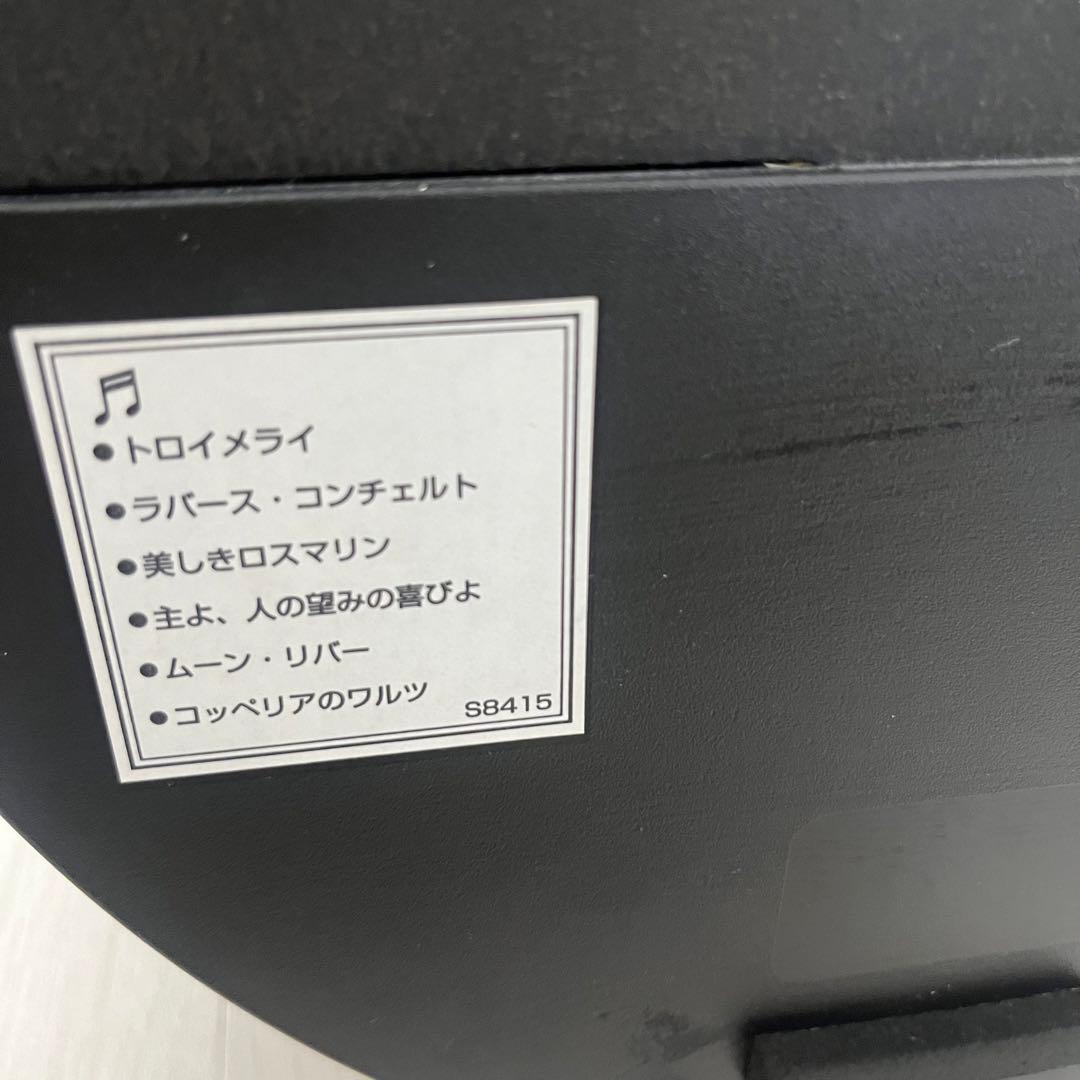 ●トロイメライ
●ラバース・コンチェルト
●美しきロスマリン
●主よ、人の望みの喜びよ
●ムーン・リバー
●コッペリアのワルツ
S8415